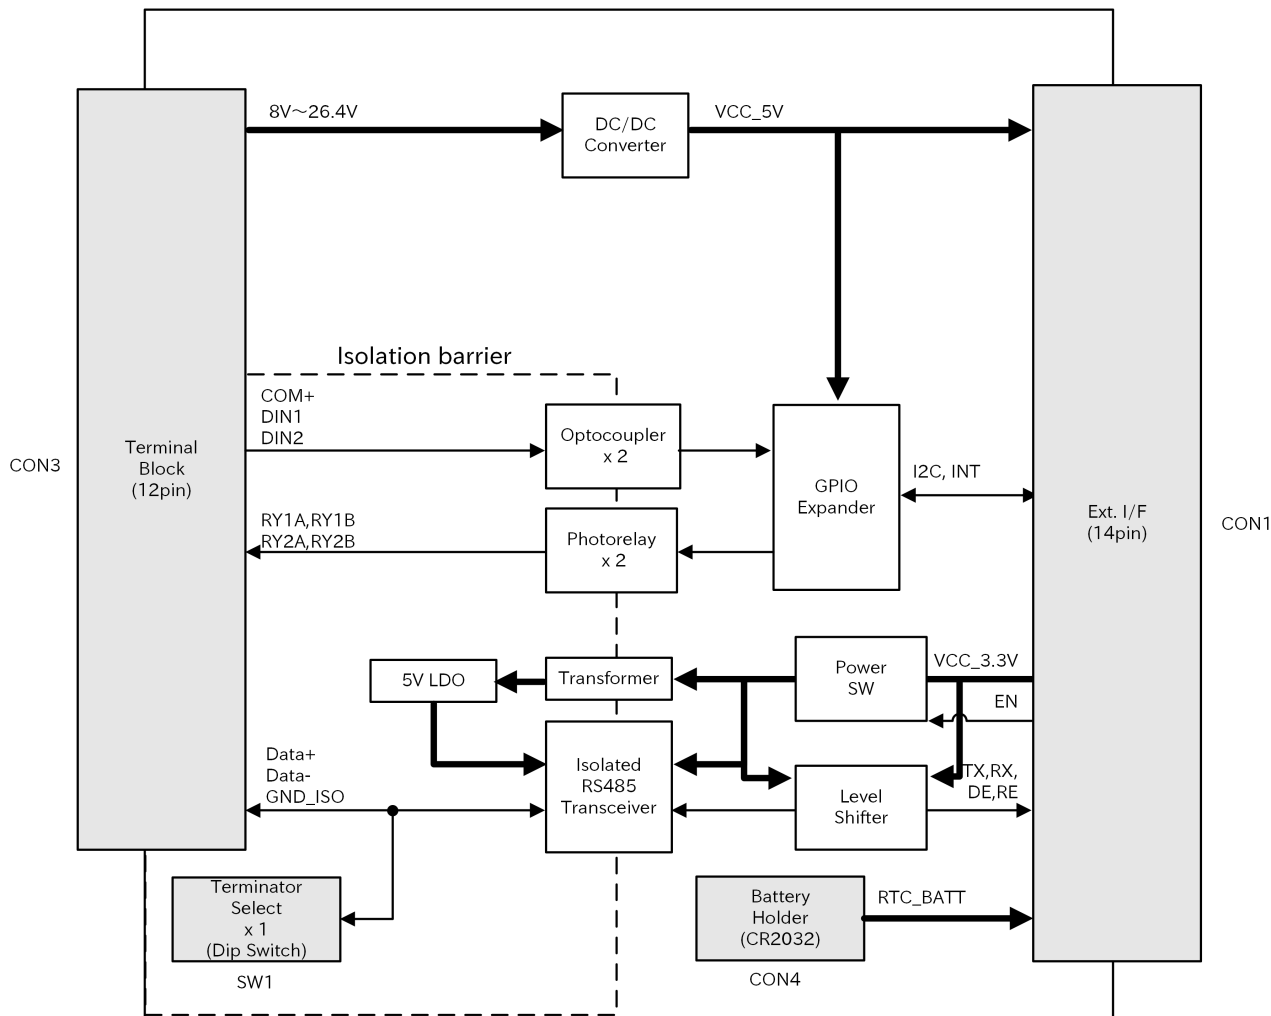 8V～26.4V
DC/DC
Converter
VCC_5V
Isolation barrier
COM+
DIN1
DIN2
Optocoupler
x 2
Terminal
Block
(12pin)
CON3
GPIO
Expander
I2C, INT
Ext. I/F
(14pin)
CON1
RY1A,RY1B
RY2A,RY2B
Photorelay
x 2
5V LDO
Transformer
Power
SW
VCC_3.3V
EN
Data+
Data-
GND_ISO
Isolated
RS485
Transceiver
Level
Shifter
TX,RX,
DE,RE
Terminator
Select
x 1
(Dip Switch)
SW1
Battery
Holder
(CR2032)
RTC_BATT
CON4